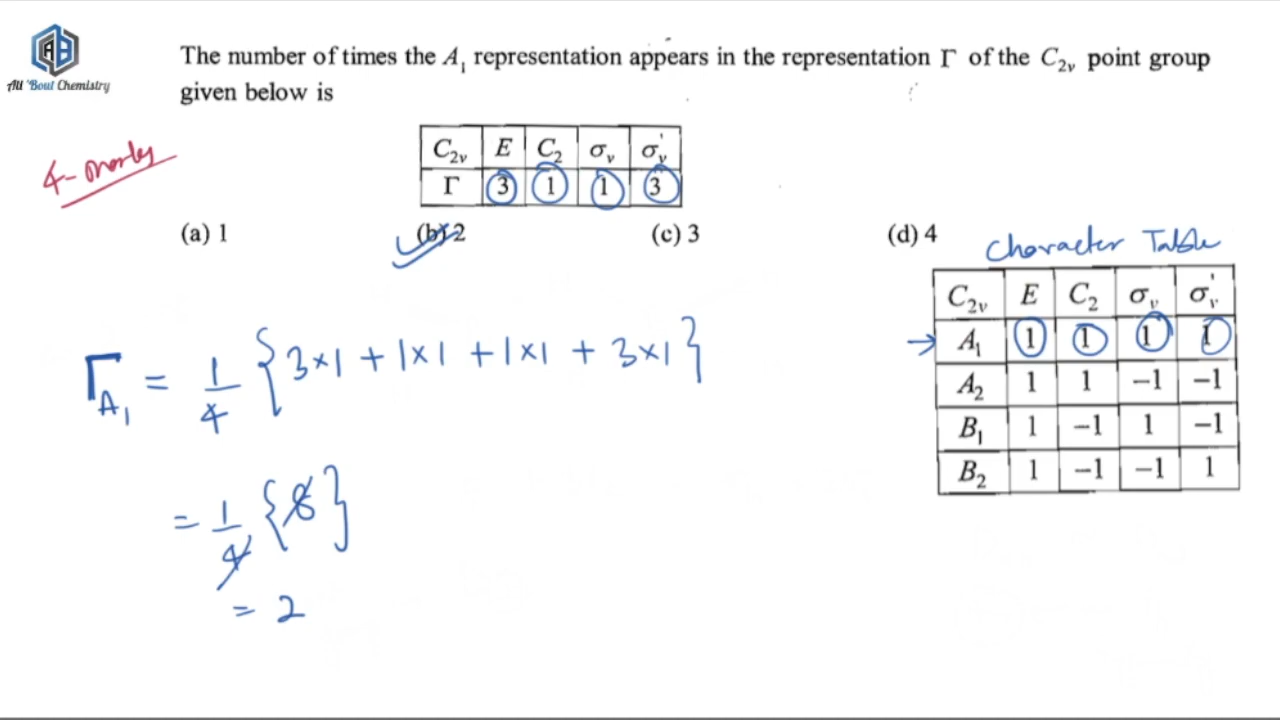 All 'Bout Chemistry
The number of times the A₁ representation appears in the representation Γ of the C₂ᵥ point group
given below is
4-marks
C₂ᵥ E C₂ σᵥ σᵥ'
Γ 3 1 1 3
(a) 1 (b) 2 (c) 3 (d) 4
Character Table
C₂ᵥ E C₂ σᵥ σᵥ'
A₁ 1 1 1 1
A₂ 1 1 −1 −1
B₁ 1 −1 1 −1
B₂ 1 −1 −1 1
Γ_A₁ = 1/4 {3×1 + 1×1 + 1×1 + 3×1}
= 1/4 {8}
= 2